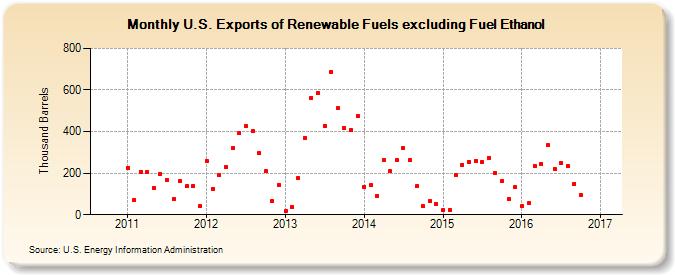 Monthly U.S. Exports of Renewable Fuels excluding Fuel Ethanol
Thousand Barrels
800
600
400
200
0
2011 2012 2013 2014 2015 2016 2017
Source: U.S. Energy Information Administration